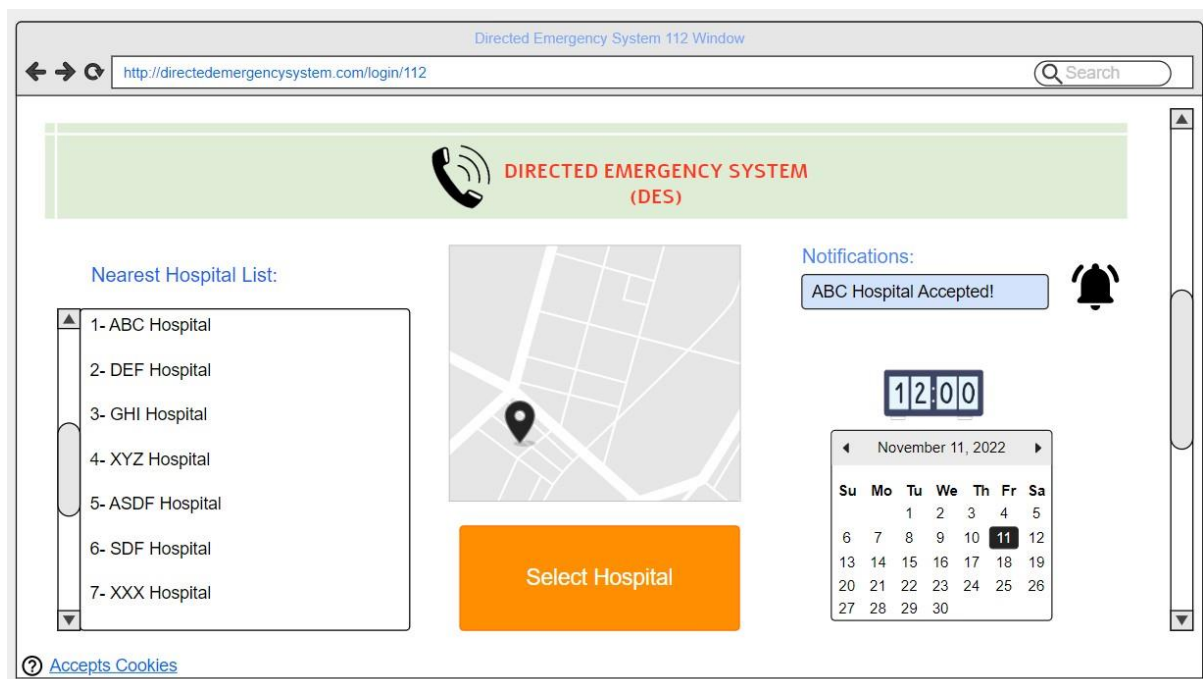 Directed Emergency System 112 Window
http://directedemergencysystem.com/login/112
Search
DIRECTED EMERGENCY SYSTEM
(DES)
Nearest Hospital List:
1- ABC Hospital
2- DEF Hospital
3- GHI Hospital
4- XYZ Hospital
5- ASDF Hospital
6- SDF Hospital
7- XXX Hospital
Select Hospital
Notifications:
ABC Hospital Accepted!
12:00
November 11, 2022
Su Mo Tu We Th Fr Sa
1 2 3 4 5
6 7 8 9 10 11 12
13 14 15 16 17 18 19
20 21 22 23 24 25 26
27 28 29 30
Accepts Cookies